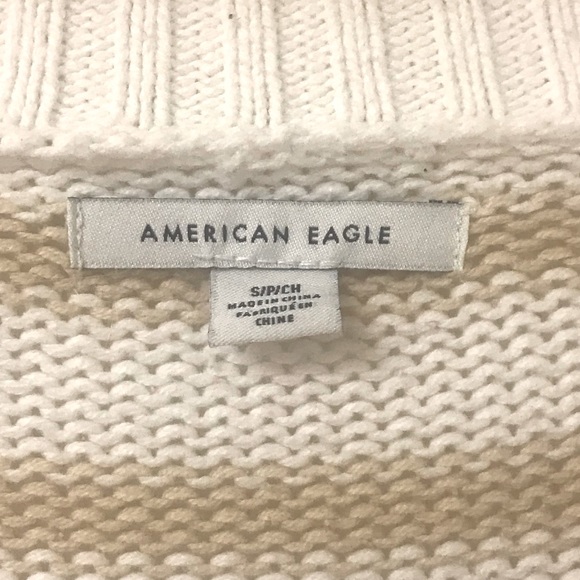 AMERICAN EAGLE
S/P/CH
MADE IN CHINA
FABRIQUÉ EN
CHINE